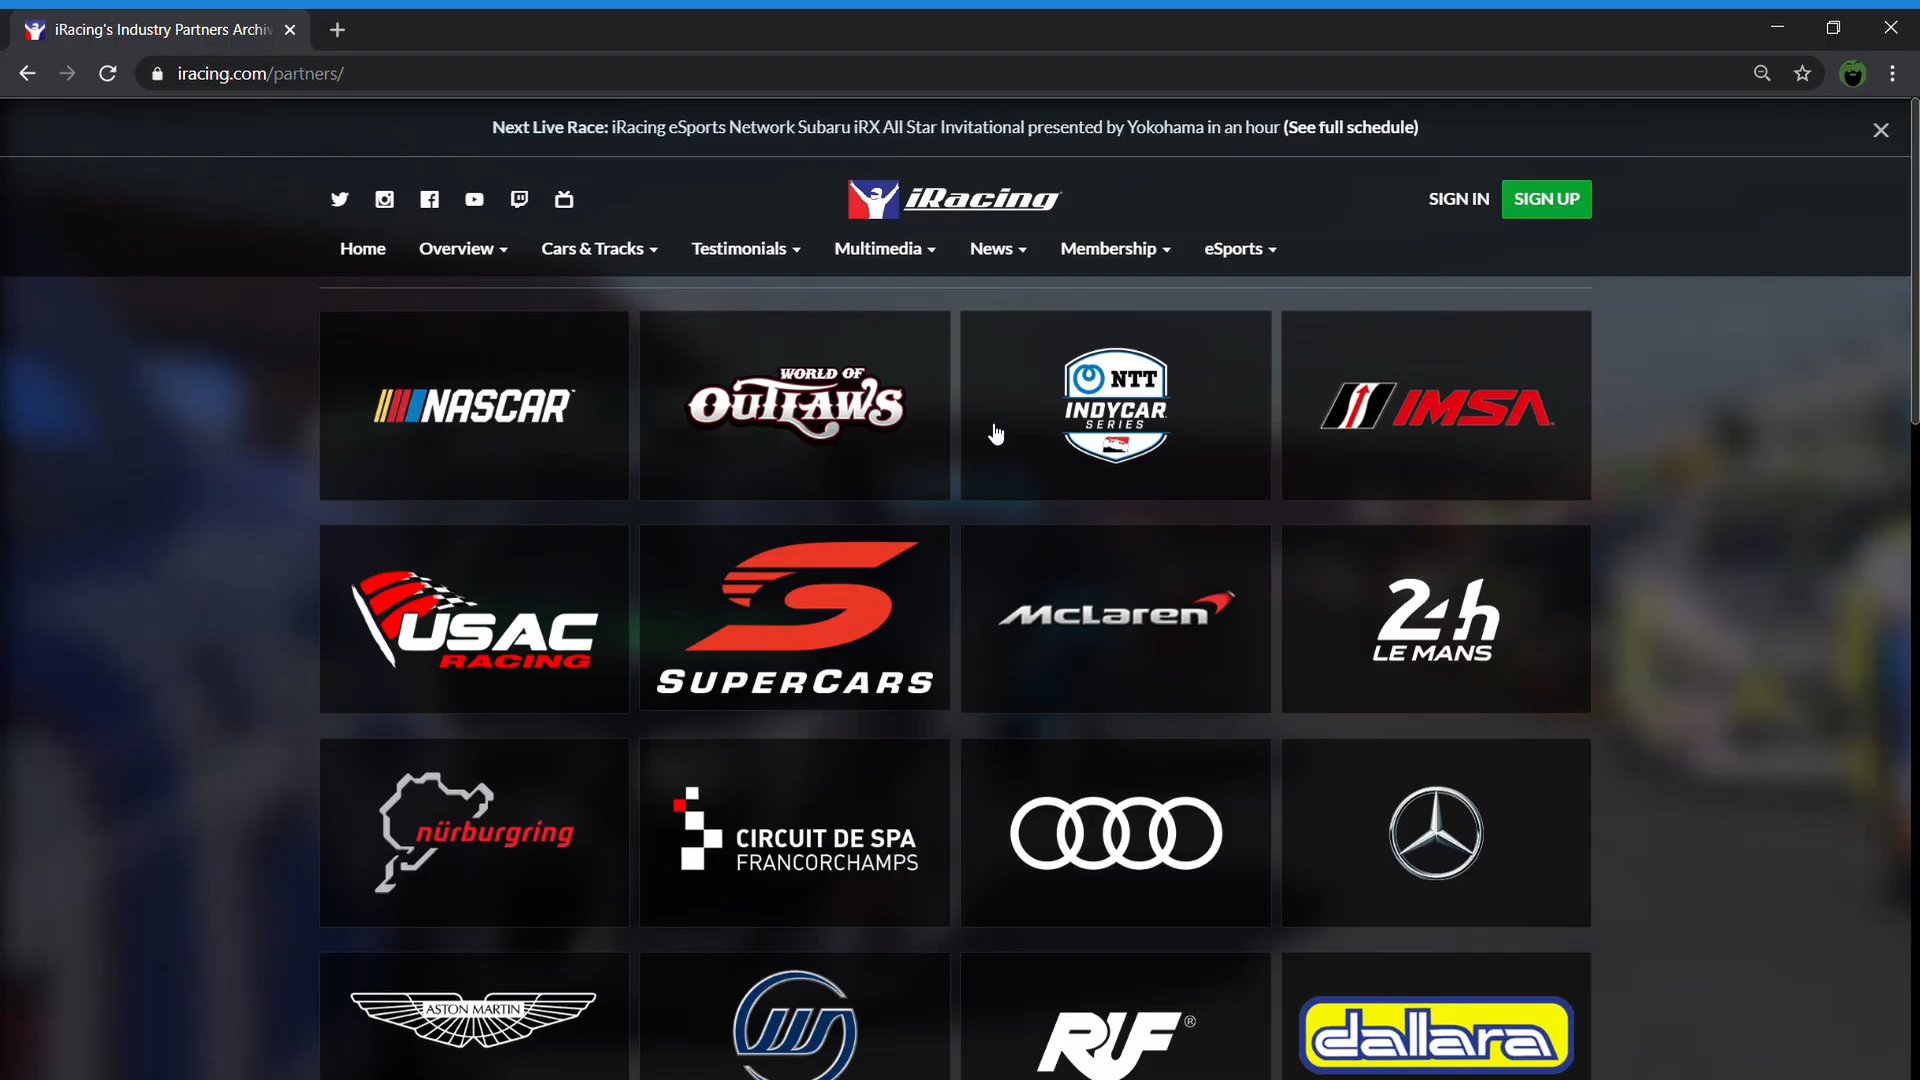 iRacing's Industry Partners Archiv
iracing.com/partners/
Next Live Race: iRacing eSports Network Subaru iRX All Star Invitational presented by Yokohama in an hour (See full schedule)
iRacing
SIGN IN
SIGN UP
Home
Overview
Cars & Tracks
Testimonials
Multimedia
News
Membership
eSports
NASCAR
WORLD OF
OUTLAWS
NTT
INDYCAR
SERIES
IMSA
USAC
RACING
SUPERCARS
McLaren
24h
LE MANS
nürburgring
CIRCUIT DE SPA
FRANCORCHAMPS
ASTON MARTIN
RUF®
dallara